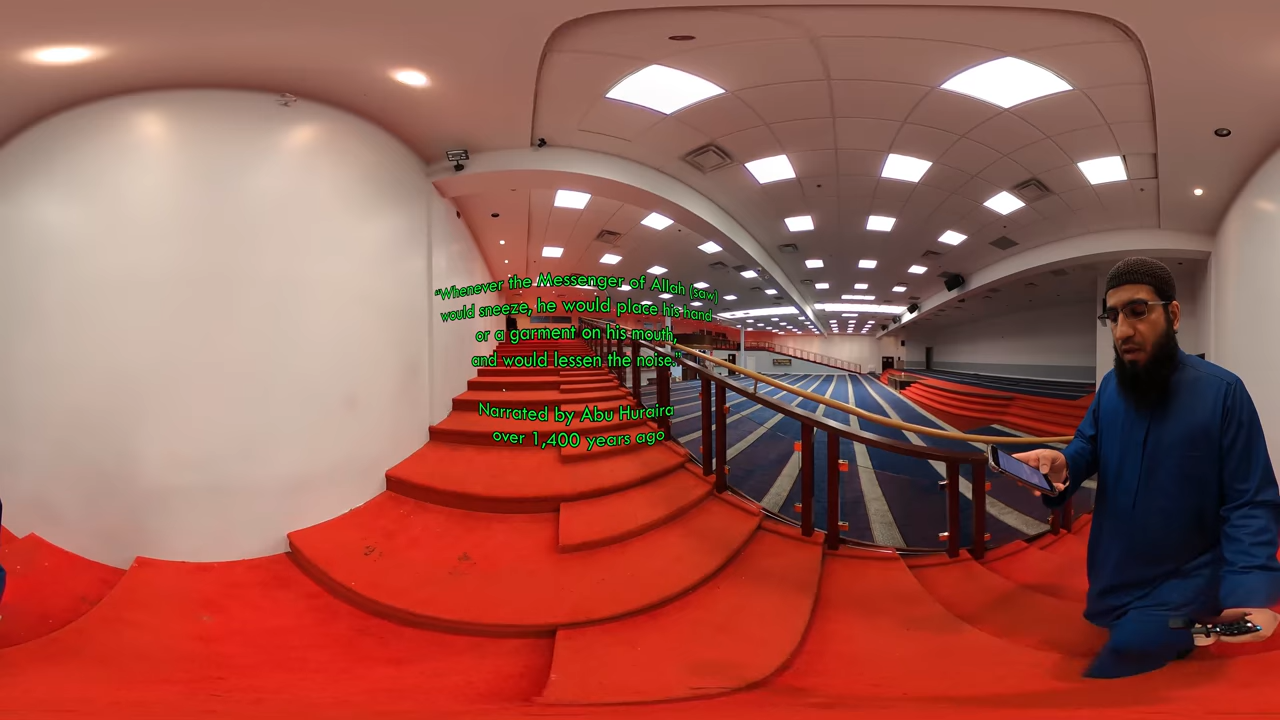 “Whenever the Messenger of Allah (saw)
would sneeze, he would place his hand
or a garment on his mouth,
and would lessen the noise.”
Narrated by Abu Huraira
over 1,400 years ago